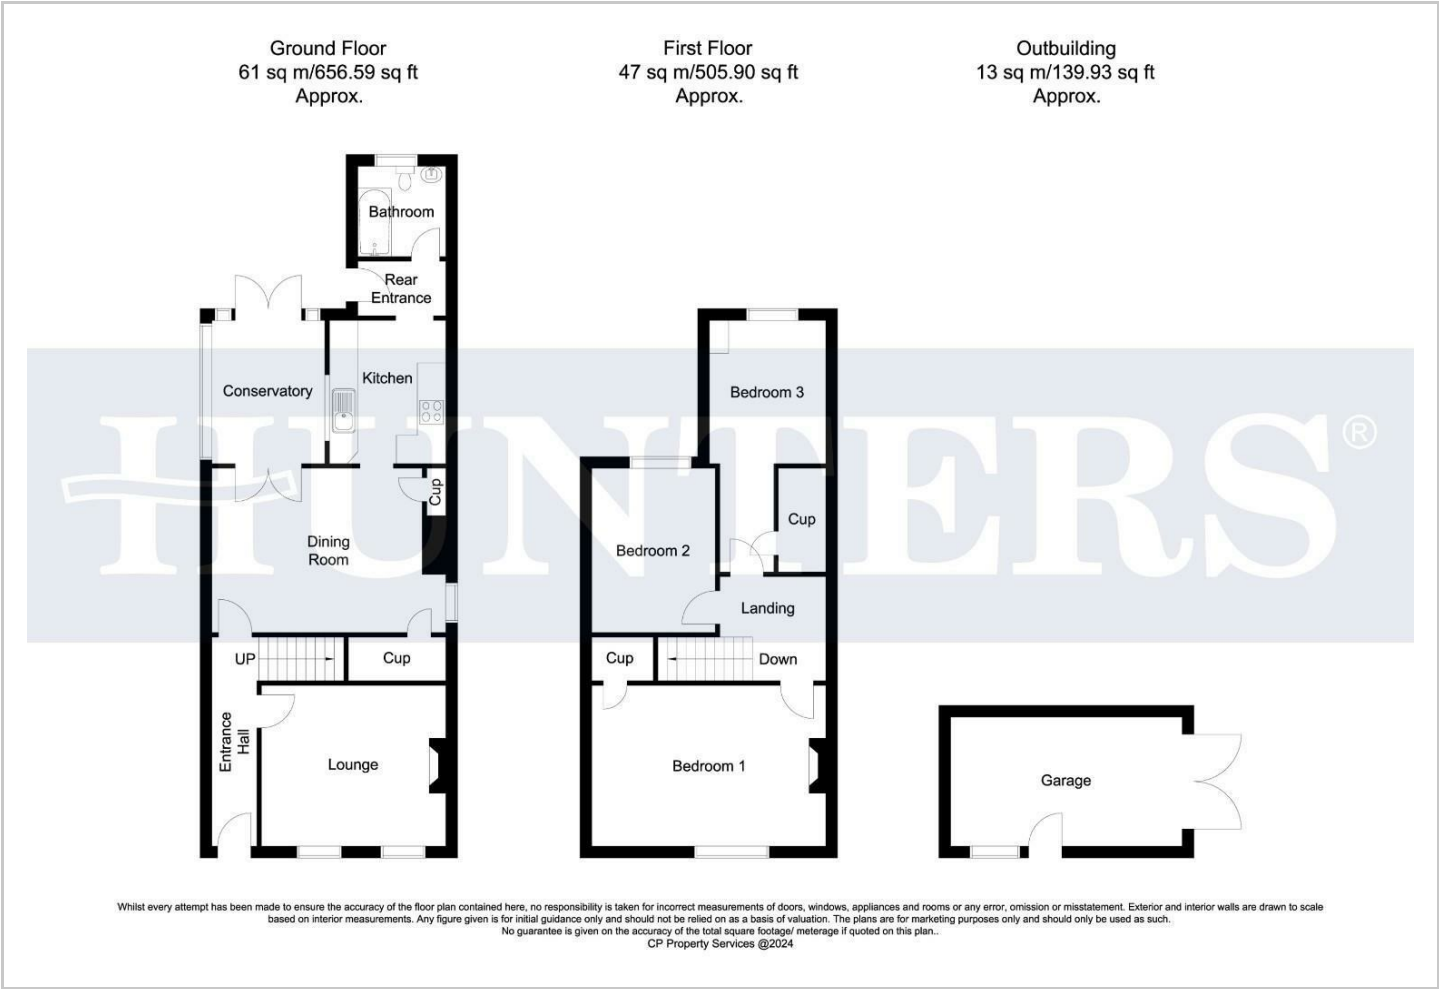 Ground Floor
61 sq m/656.59 sq ft
Approx.
First Floor
47 sq m/505.90 sq ft
Approx.
Outbuilding
13 sq m/139.93 sq ft
Approx.
Bathroom
Rear
Entrance
Kitchen
Conservatory
Cup
Dining
Room
UP
Cup
Entrance
Hall
Lounge
Bedroom 3
Cup
Bedroom 2
Landing
Cup
Down
Bedroom 1
Garage
HUNTERS®
Whilst every attempt has been made to ensure the accuracy of the floor plan contained here, no responsibility is taken for incorrect measurements of doors, windows, appliances and rooms or any error, omission or misstatement. Exterior and interior walls are drawn to scale
based on interior measurements. Any figure given is for initial guidance only and should not be relied on as a basis of valuation. The plans are for marketing purposes only and should only be used as such.
No guarantee is given on the accuracy of the total square footage/ meterage if quoted on this plan..
CP Property Services @2024